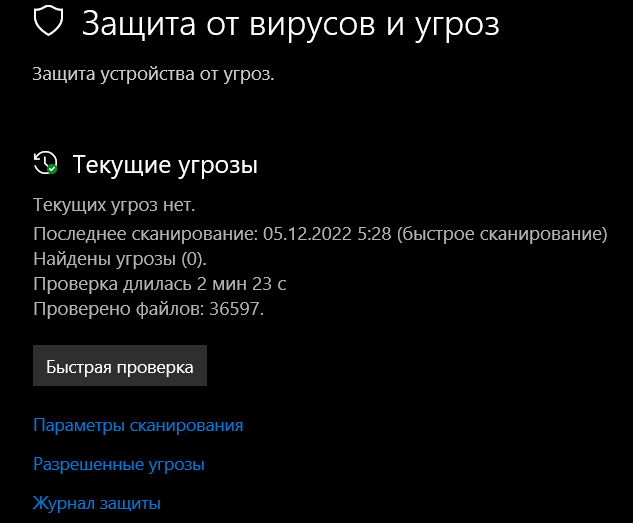 Защита от вирусов и угроз
Защита устройства от угроз.
Текущие угрозы
Текущих угроз нет.
Последнее сканирование: 05.12.2022 5:28 (быстрое сканирование)
Найдены угрозы (0).
Проверка длилась 2 мин 23 с
Проверено файлов: 36597.
Быстрая проверка
Параметры сканирования
Разрешенные угрозы
Журнал защиты